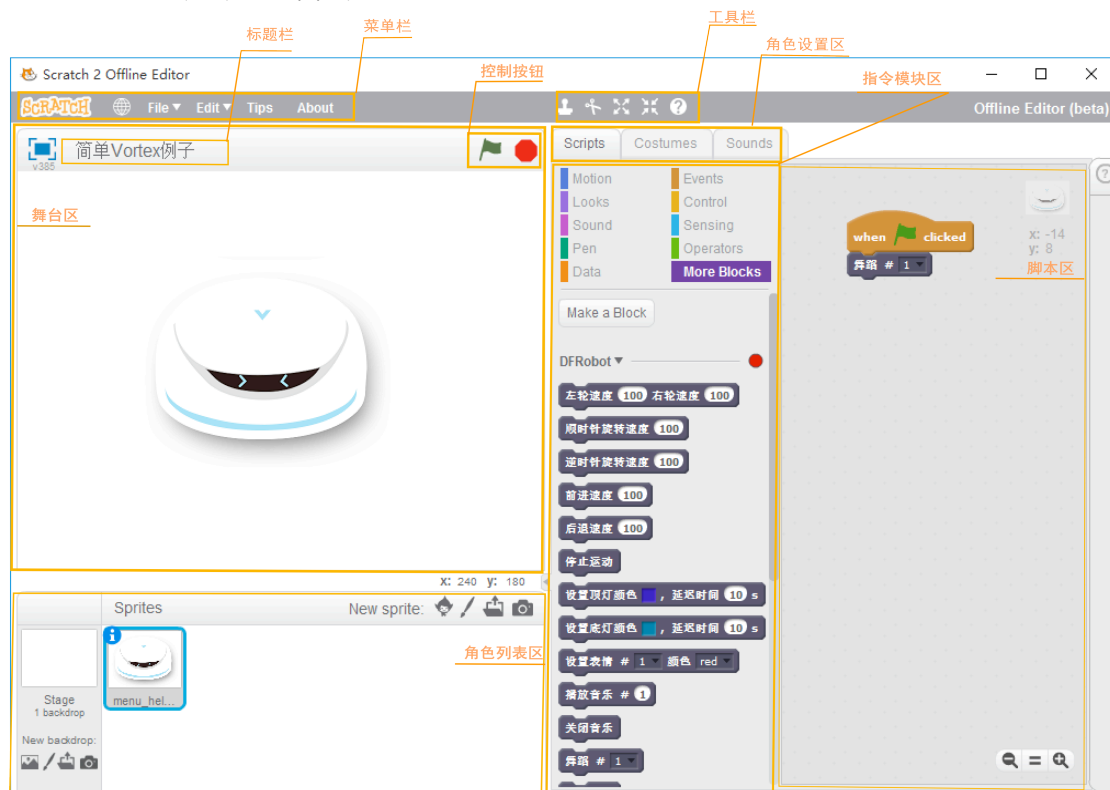 标题栏
菜单栏
工具栏
角色设置区
控制按钮
指令模块区
Scratch 2 Offline Editor
SCRATCH File Edit Tips About
Offline Editor (beta)
v385
简单Vortex例子
舞台区
Scripts Costumes Sounds
Motion Events
Looks Control
Sound Sensing
Pen Operators
Data More Blocks
Make a Block
DFRobot
左轮速度 100 右轮速度 100
顺时针旋转速度 100
逆时针旋转速度 100
前进速度 100
后退速度 100
停止运动
设置顶灯颜色 , 延迟时间 10 s
设置底灯颜色 , 延迟时间 10 s
设置表情 # 1 颜色 red
播放音乐 # 1
关闭音乐
舞蹈 # 1
when clicked
舞蹈 # 1
x: -14
y: 8
脚本区
x: 240 y: 180
Sprites
New sprite:
角色列表区
Stage
1 backdrop
New backdrop:
menu_hel...